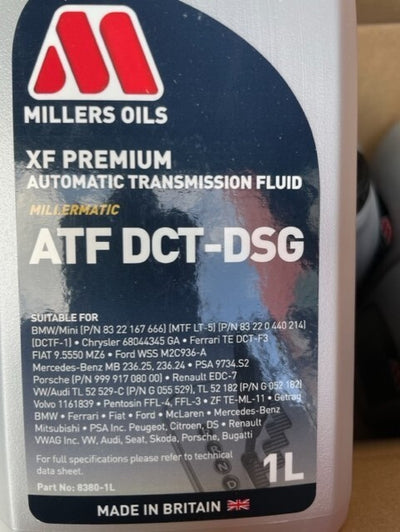 MILLERS OILS
XF PREMIUM
AUTOMATIC TRANSMISSION FLUID
MILLERMATIC
ATF DCT-DSG
SUITABLE FOR
BMW/Mini (P/N 83 22 167 666) (MTF LT-5) (P/N 83 22 0 440 214)
(DCTF-1) • Chrysler 68044345 GA • Ferrari TE DCT-F3
FIAT 9.5550 MZ6 • Ford WSS M2C936-A
Mercedes-Benz MB 236.25, 236.24 • PSA 9734.S2
Porsche (P/N 999 917 080 00) • Renault EDC-7
VW/Audi TL 52 529-C (P/N G 055 529), TL 52 182 (P/N G 052 182)
Volvo 1161839 • Pentosin FFL-4, FFL-3 • ZF TE-ML-11 • Getrag
BMW • Ferrari • Fiat • Ford • McLaren • Mercedes-Benz
Mitsubishi • PSA Inc. Peugeot, Citroen, DS • Renault
VWAG Inc. VW, Audi, Seat, Skoda, Porsche, Bugatti
For full specifications please refer to technical
data sheet.
Part No: 8380-1L
1L
MADE IN BRITAIN